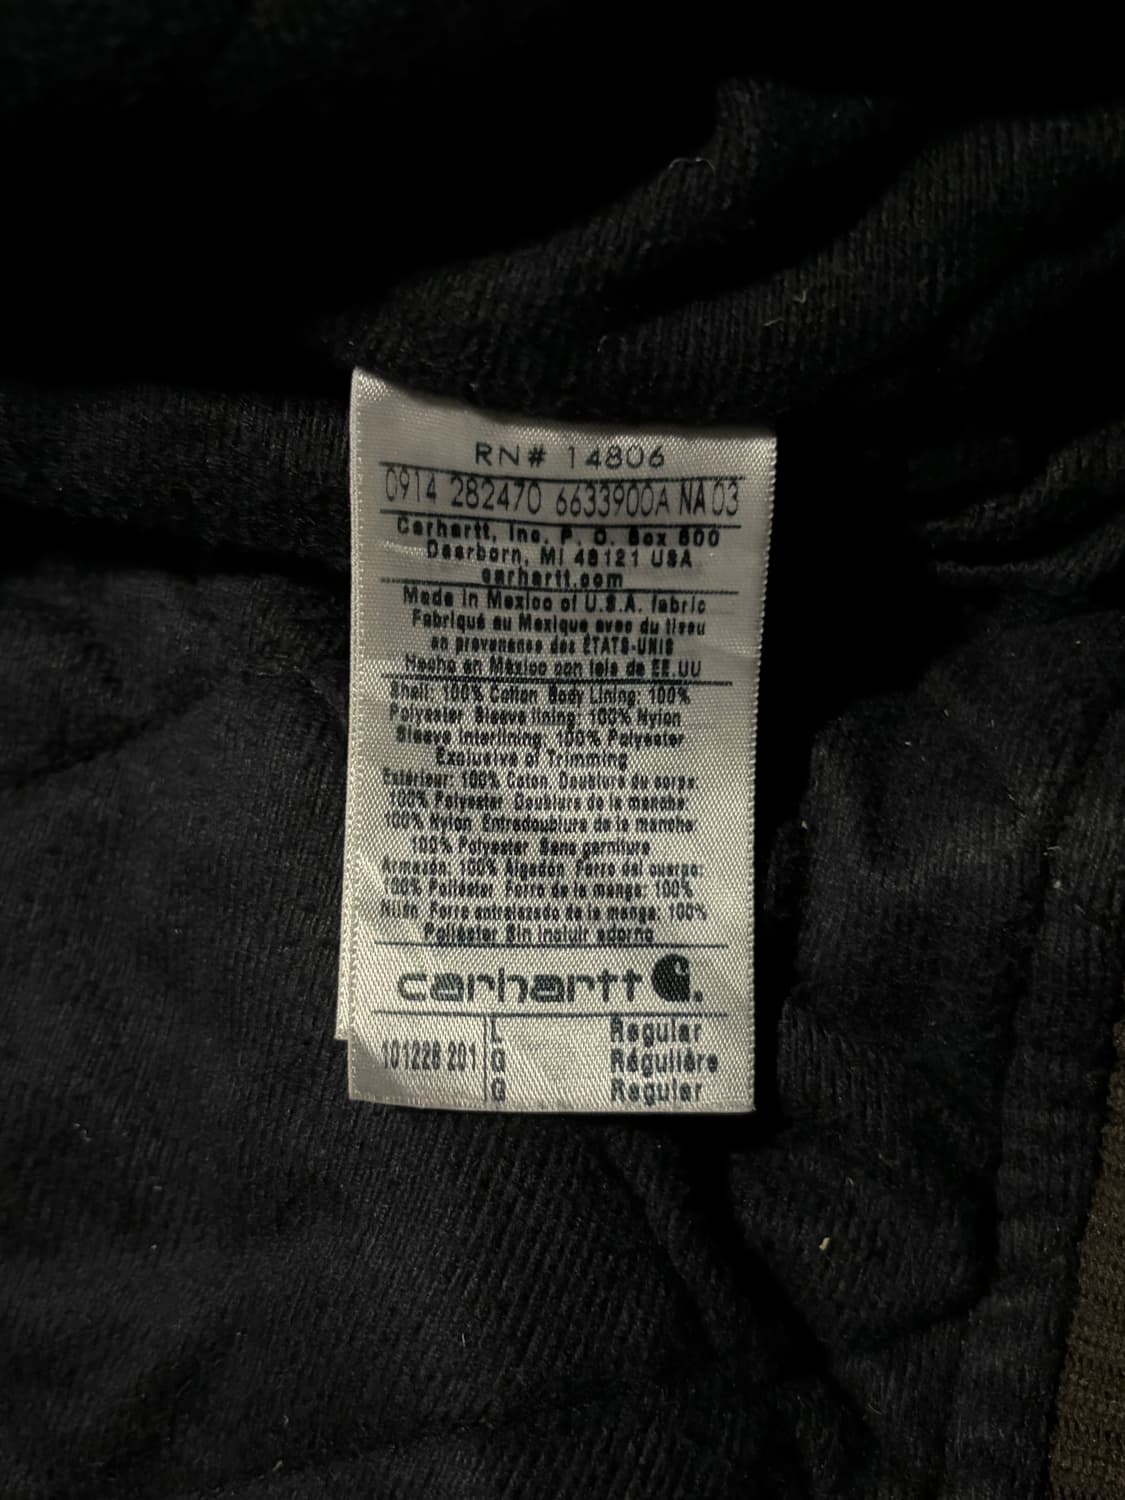 RN# 14806
0914 282470 6633900A NA 03
Carhartt, Inc. P. O. Box 600
Dearborn, MI 48121 USA
carhartt.com
Made in Mexico of U.S.A. fabric
Fabriqué au Mexique avec du tissu
en provenance des ÉTATS-UNIS
Hecho en México con tela de EE.UU
Shell: 100% Cotton Body Lining: 100%
Polyester Sleeve lining: 100% Nylon
Sleeve Interlining: 100% Polyester
Exclusive of Trimming
Extérieur: 100% Coton Doublure du corps:
100% Polyester Doublure de la manche:
100% Nylon Entredoublure de la manche
100% Polyester Sans garniture
Armazón: 100% Algodón Forro del cuerpo:
100% Poliéster Forro de la manga: 100%
Nilón Forro entrelazado de la manga: 100%
Poliéster Sin incluir adorno
carhartt
L Regular
101228 201 G Régulière
G Regular